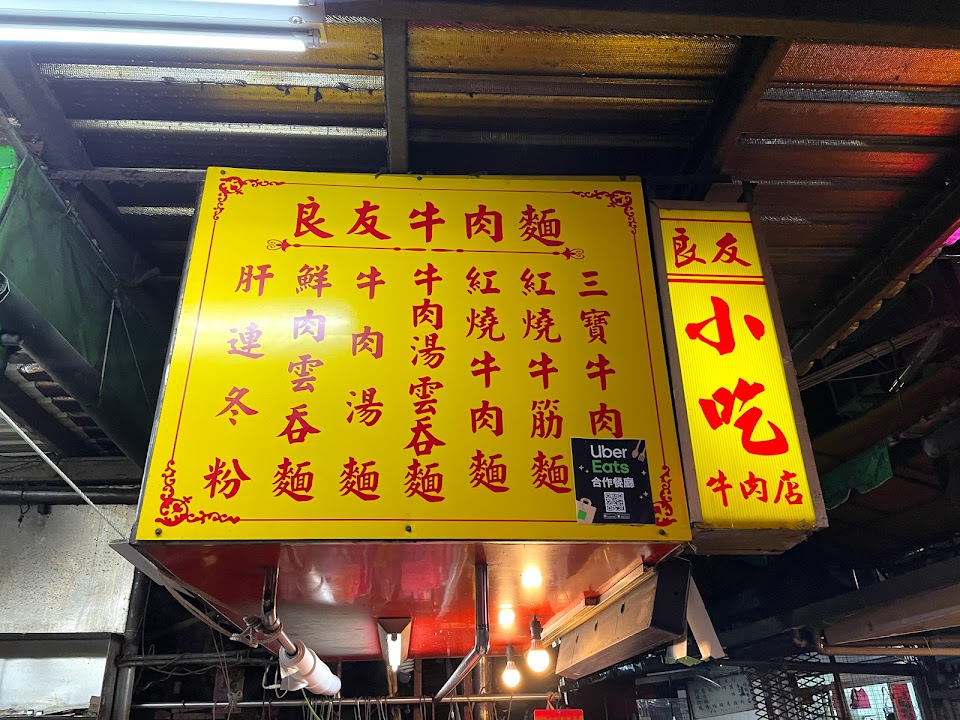 良友牛肉麵
三寶牛肉
紅燒牛筋麵
紅燒牛肉麵
牛肉湯雲吞麵
牛肉湯麵
鮮肉雲吞麵
肝連冬粉
Uber
Eats
合作餐廳
良友
小吃
牛肉店